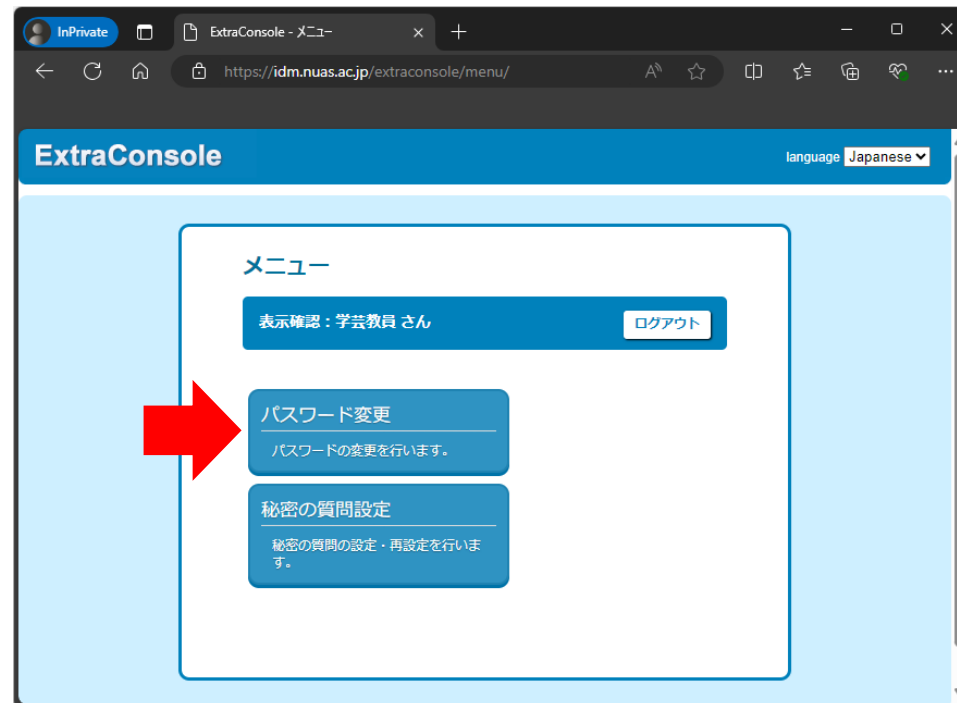 InPrivate
ExtraConsole - メニュー
https://idm.nuas.ac.jp/extraconsole/menu/
ExtraConsole
language Japanese
メニュー
表示確認：学芸教員 さん
ログアウト
パスワード変更
パスワードの変更を行います。
秘密の質問設定
秘密の質問の設定・再設定を行いま
す。